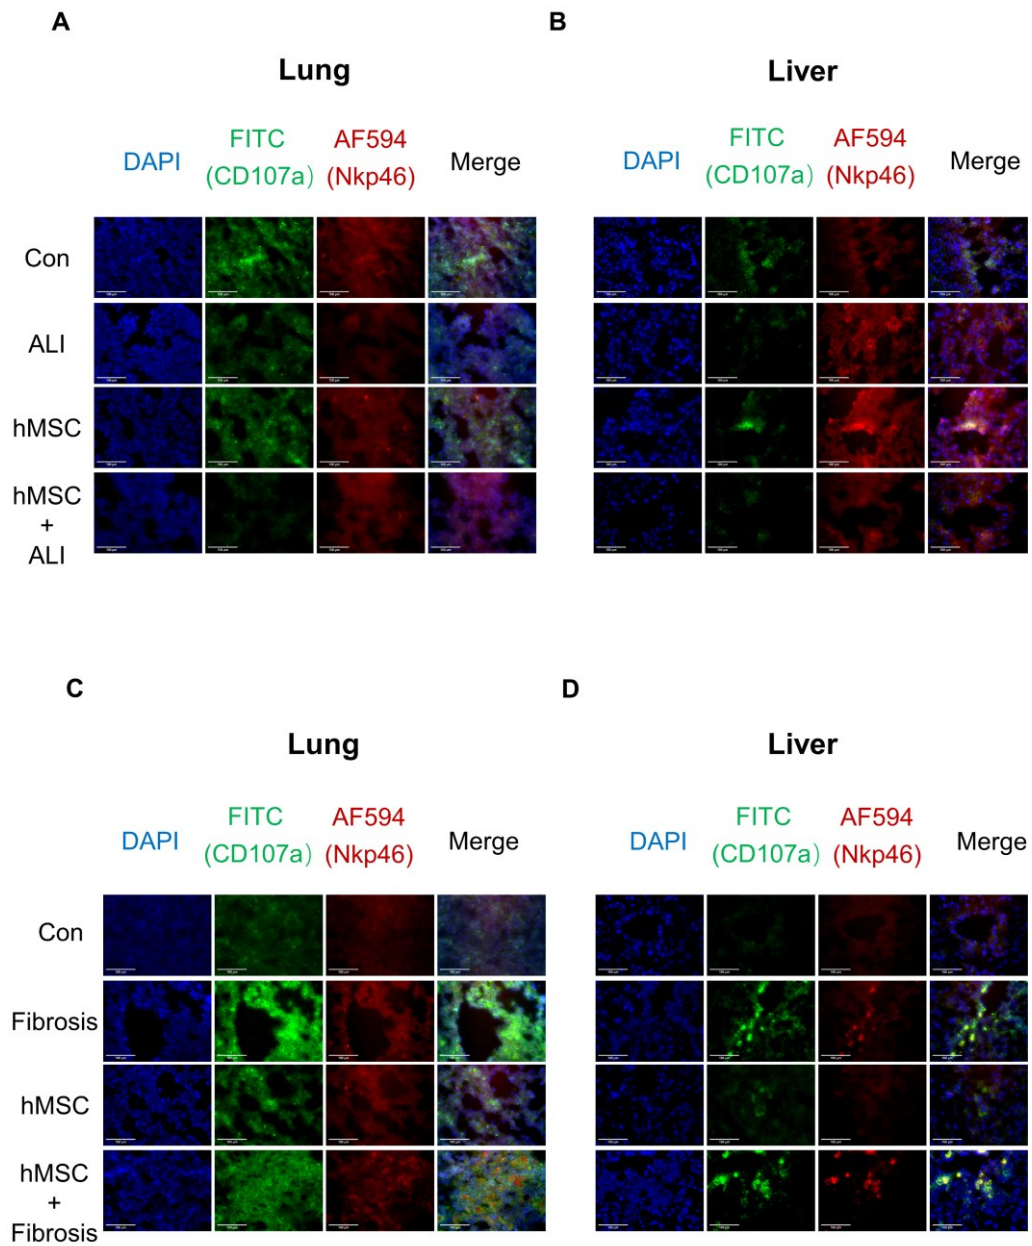 A
B
Lung
Liver
DAPI
FITC
(CD107a)
AF594
(Nkp46)
Merge
DAPI
FITC
(CD107a)
AF594
(Nkp46)
Merge
Con
ALI
hMSC
hMSC
+
ALI
C
D
Lung
Liver
DAPI
FITC
(CD107a)
AF594
(Nkp46)
Merge
DAPI
FITC
(CD107a)
AF594
(Nkp46)
Merge
Con
Fibrosis
hMSC
hMSC
+
Fibrosis